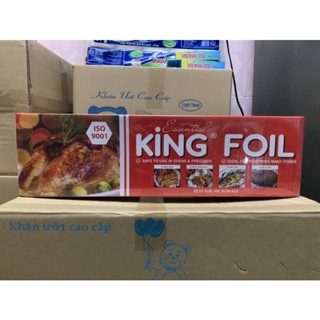 Khăn Ướt Cao Cấp
ISO
9001
Essential
KING FOIL
SAFE TO USE IN OVENS & FREEZERS
IDEAL FOR WRAPPING MANY FOODS
BEST FOR MICROWAVE
Khăn ướt cao cấp